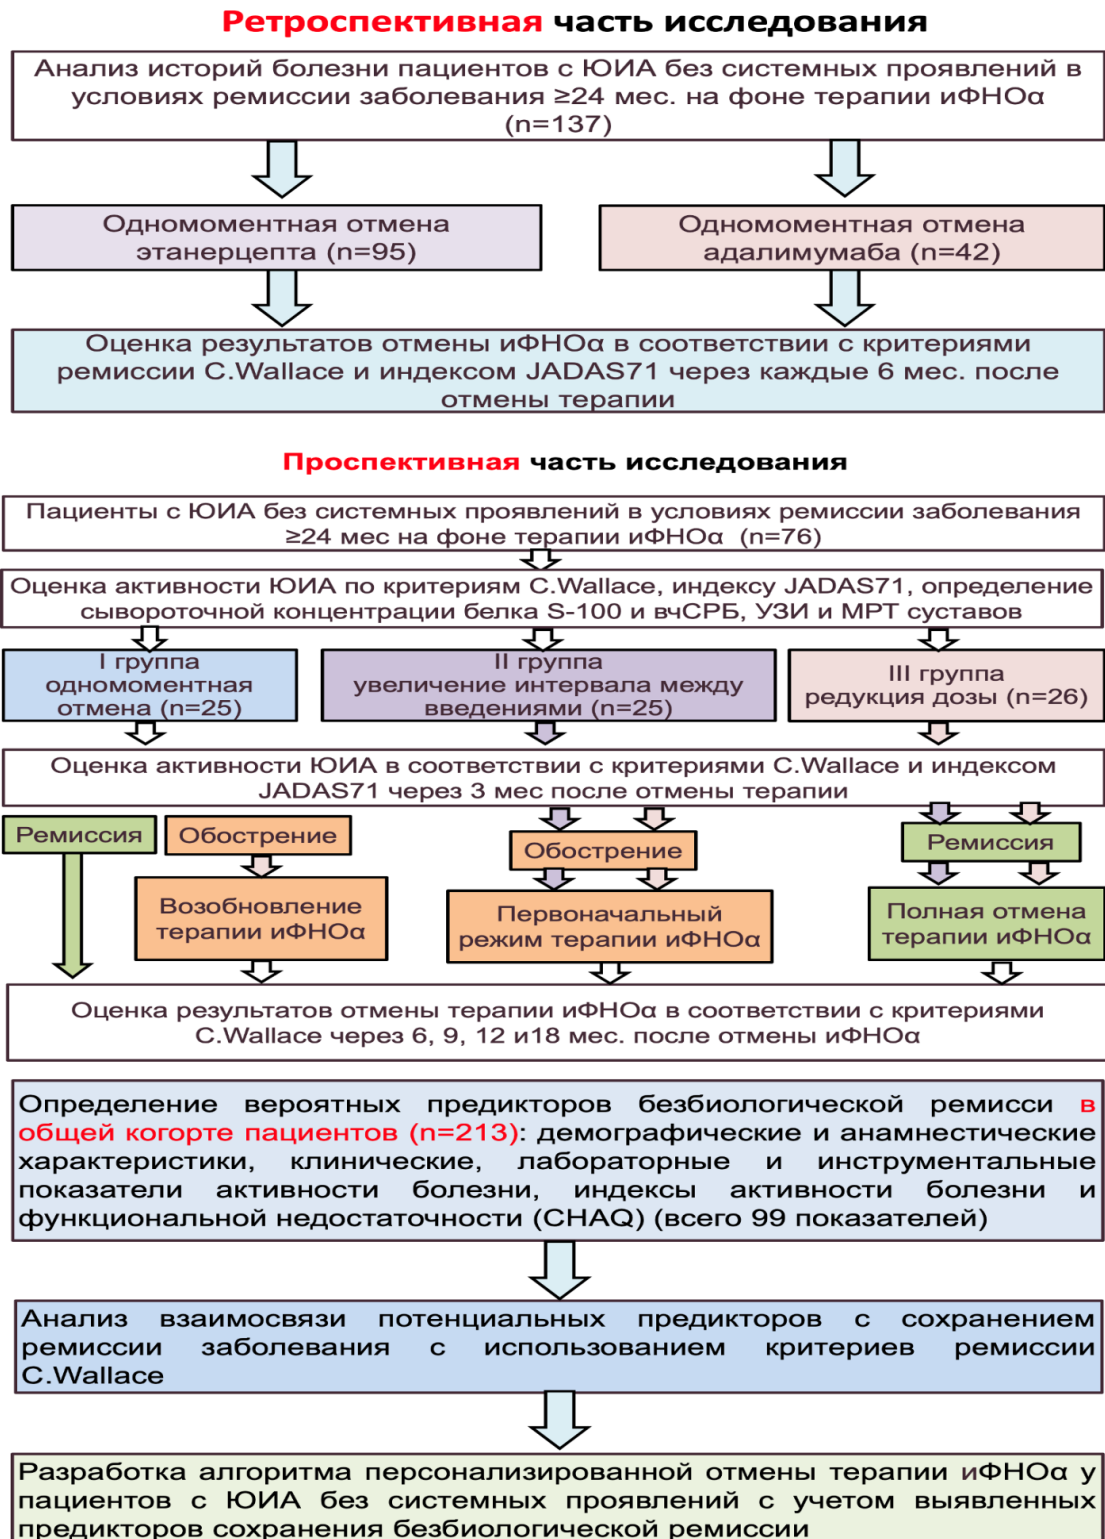 Ретроспективная часть исследования
Анализ историй болезни пациентов с ЮИА без системных проявлений в
условиях ремиссии заболевания ≥24 мес. на фоне терапии иФНОα
(n=137)
Одномоментная отмена
этанерцепта (n=95)
Одномоментная отмена
адалимумаба (n=42)
Оценка результатов отмены иФНОα в соответствии с критериями
ремиссии C.Wallace и индексом JADAS71 через каждые 6 мес. после
отмены терапии
Проспективная часть исследования
Пациенты с ЮИА без системных проявлений в условиях ремиссии заболевания
≥24 мес на фоне терапии иФНОα (n=76)
Оценка активности ЮИА по критериям C.Wallace, индексу JADAS71, определение
сывороточной концентрации белка S-100 и вчСРБ, УЗИ и МРТ суставов
I группа
одномоментная
отмена (n=25)
II группа
увеличение интервала между
введениями (n=25)
III группа
редукция дозы (n=26)
Оценка активности ЮИА в соответствии с критериями C.Wallace и индексом
JADAS71 через 3 мес после отмены терапии
Ремиссия
Обострение
Обострение
Ремиссия
Возобновление
терапии иФНОα
Первоначальный
режим терапии иФНОα
Полная отмена
терапии иФНОα
Оценка результатов отмены терапии иФНОα в соответствии с критериями
C.Wallace через 6, 9, 12 и18 мес. после отмены иФНОα
Определение вероятных предикторов безбиологической ремисси в
общей когорте пациентов (n=213): демографические и анамнестические
характеристики, клинические, лабораторные и инструментальные
показатели активности болезни, индексы активности болезни и
функциональной недостаточности (CHAQ) (всего 99 показателей)
Анализ взаимосвязи потенциальных предикторов с сохранением
ремиссии заболевания с использованием критериев ремиссии
C.Wallace
Разработка алгоритма персонализированной отмены терапии иФНОα у
пациентов с ЮИА без системных проявлений с учетом выявленных
предикторов сохранения безбиологической ремиссии